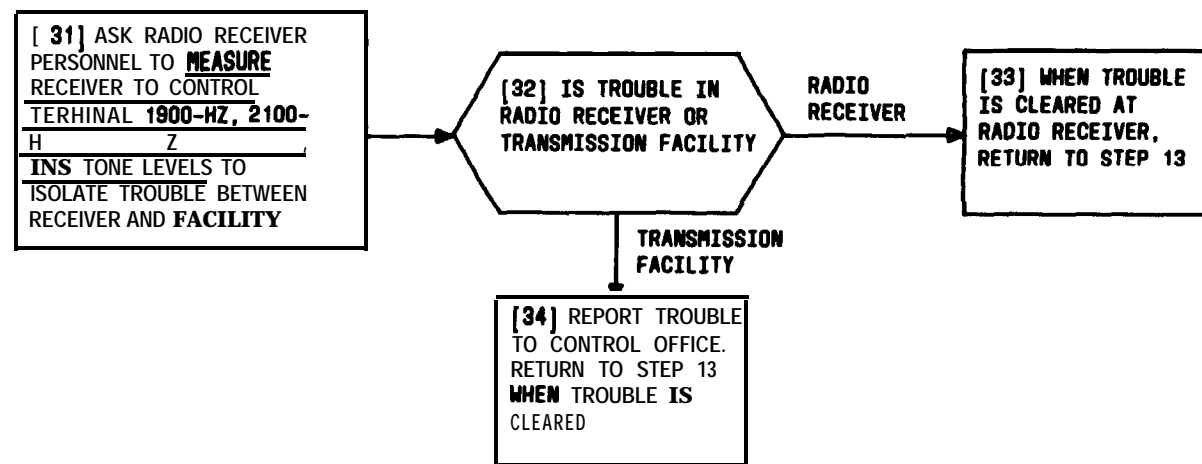 [ 31] ASK RADIO RECEIVER
PERSONNEL TO MEASURE
RECEIVER TO CONTROL
TERHINAL 1900-HZ, 2100-
H Z ,
INS TONE LEVELS TO
ISOLATE TROUBLE BETWEEN
RECEIVER AND FACILITY
[32] IS TROUBLE IN
RADIO RECEIVER OR
TRANSMISSION FACILITY
RADIO
RECEIVER
[33] WHEN TROUBLE
IS CLEARED AT
RADIO RECEIVER,
RETURN TO STEP 13
TRANSMISSION
FACILITY
[34] REPORT TROUBLE
TO CONTROL OFFICE.
RETURN TO STEP 13
WHEN TROUBLE IS
CLEARED